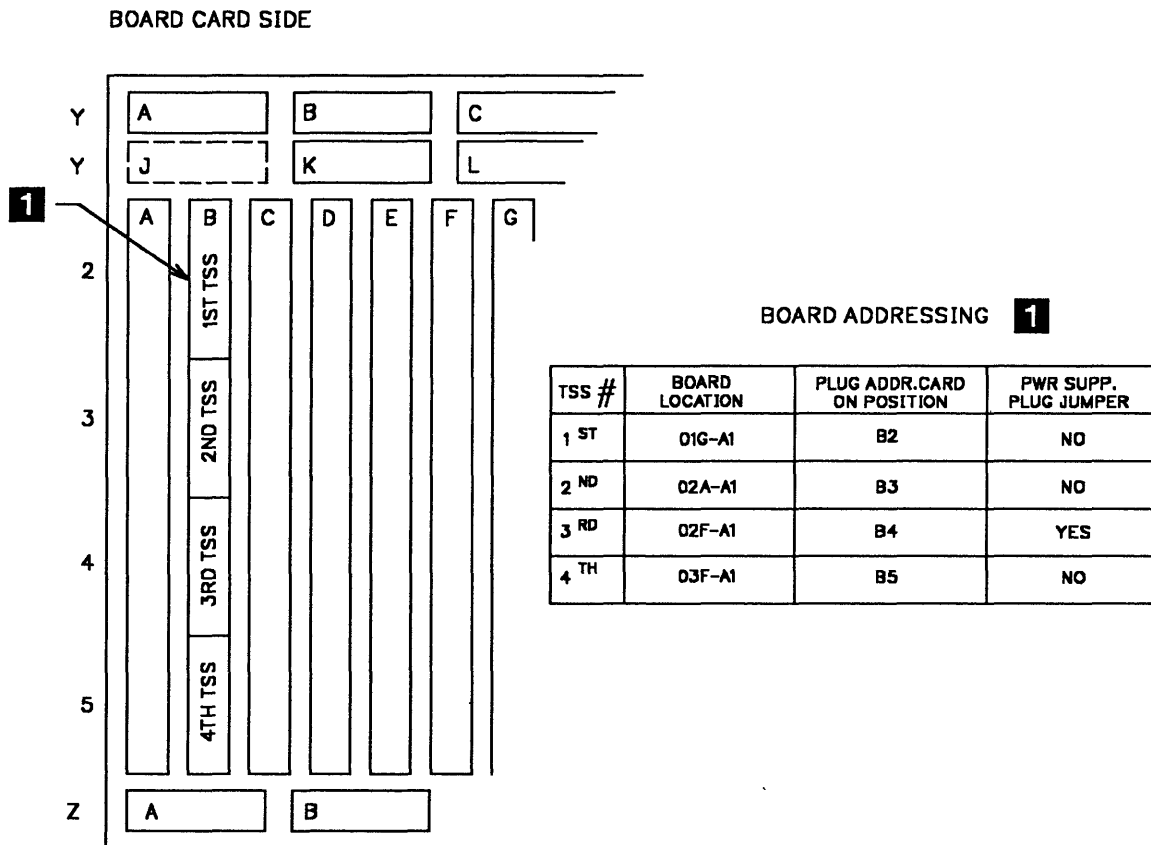 BOARD CARD SIDE
Y A B C
Y J K L
1
A B C D E F G
2 1ST TSS
3 2ND TSS
4 3RD TSS
5 4TH TSS
Z A B
BOARD ADDRESSING 1
TSS # BOARD LOCATION PLUG ADDR.CARD ON POSITION PWR SUPP. PLUG JUMPER
1 ST 01G-A1 B2 NO
2 ND 02A-A1 B3 NO
3 RD 02F-A1 B4 YES
4 TH 03F-A1 B5 NO